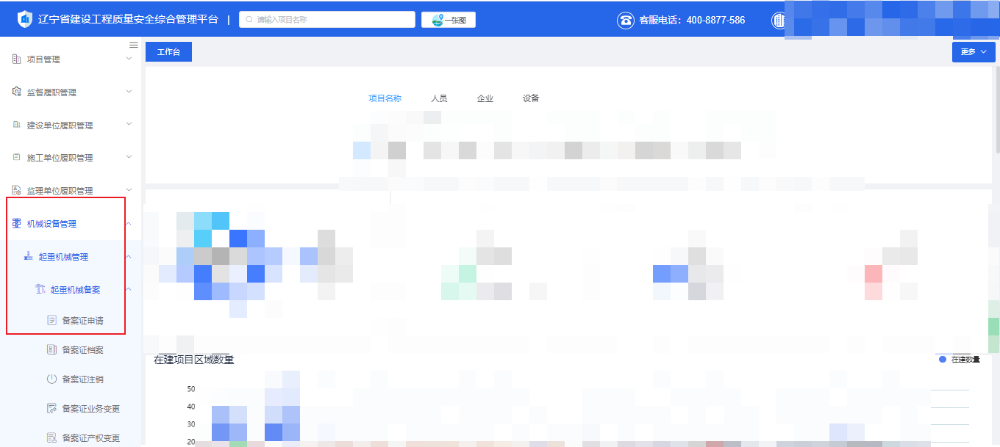 辽宁省建设工程质量安全综合管理平台 | 请输入项目名称 一张图 客服电话：400-8877-586
工作台 更多
项目管理
监督履职管理
建设单位履职管理
施工单位履职管理
监理单位履职管理
机械设备管理
起重机械管理
起重机械备案
备案证申请
备案证档案
备案证注销
备案证业务变更
备案证产权变更
项目名称 人员 企业 设备
在建项目区域数量
在建数量
50
40
30
20